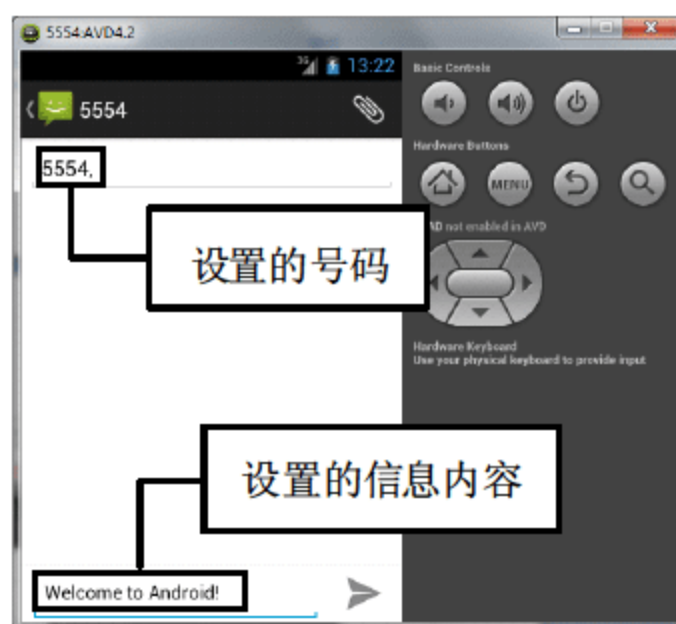 5554:AVD4.2
3G
13:22
5554
5554,
设置的号码
设置的信息内容
Welcome to Android!
Basic Controls
Hardware Buttons
MENU
not enabled in AVD
Hardware Keyboard
Use your physical keyboard to provide input